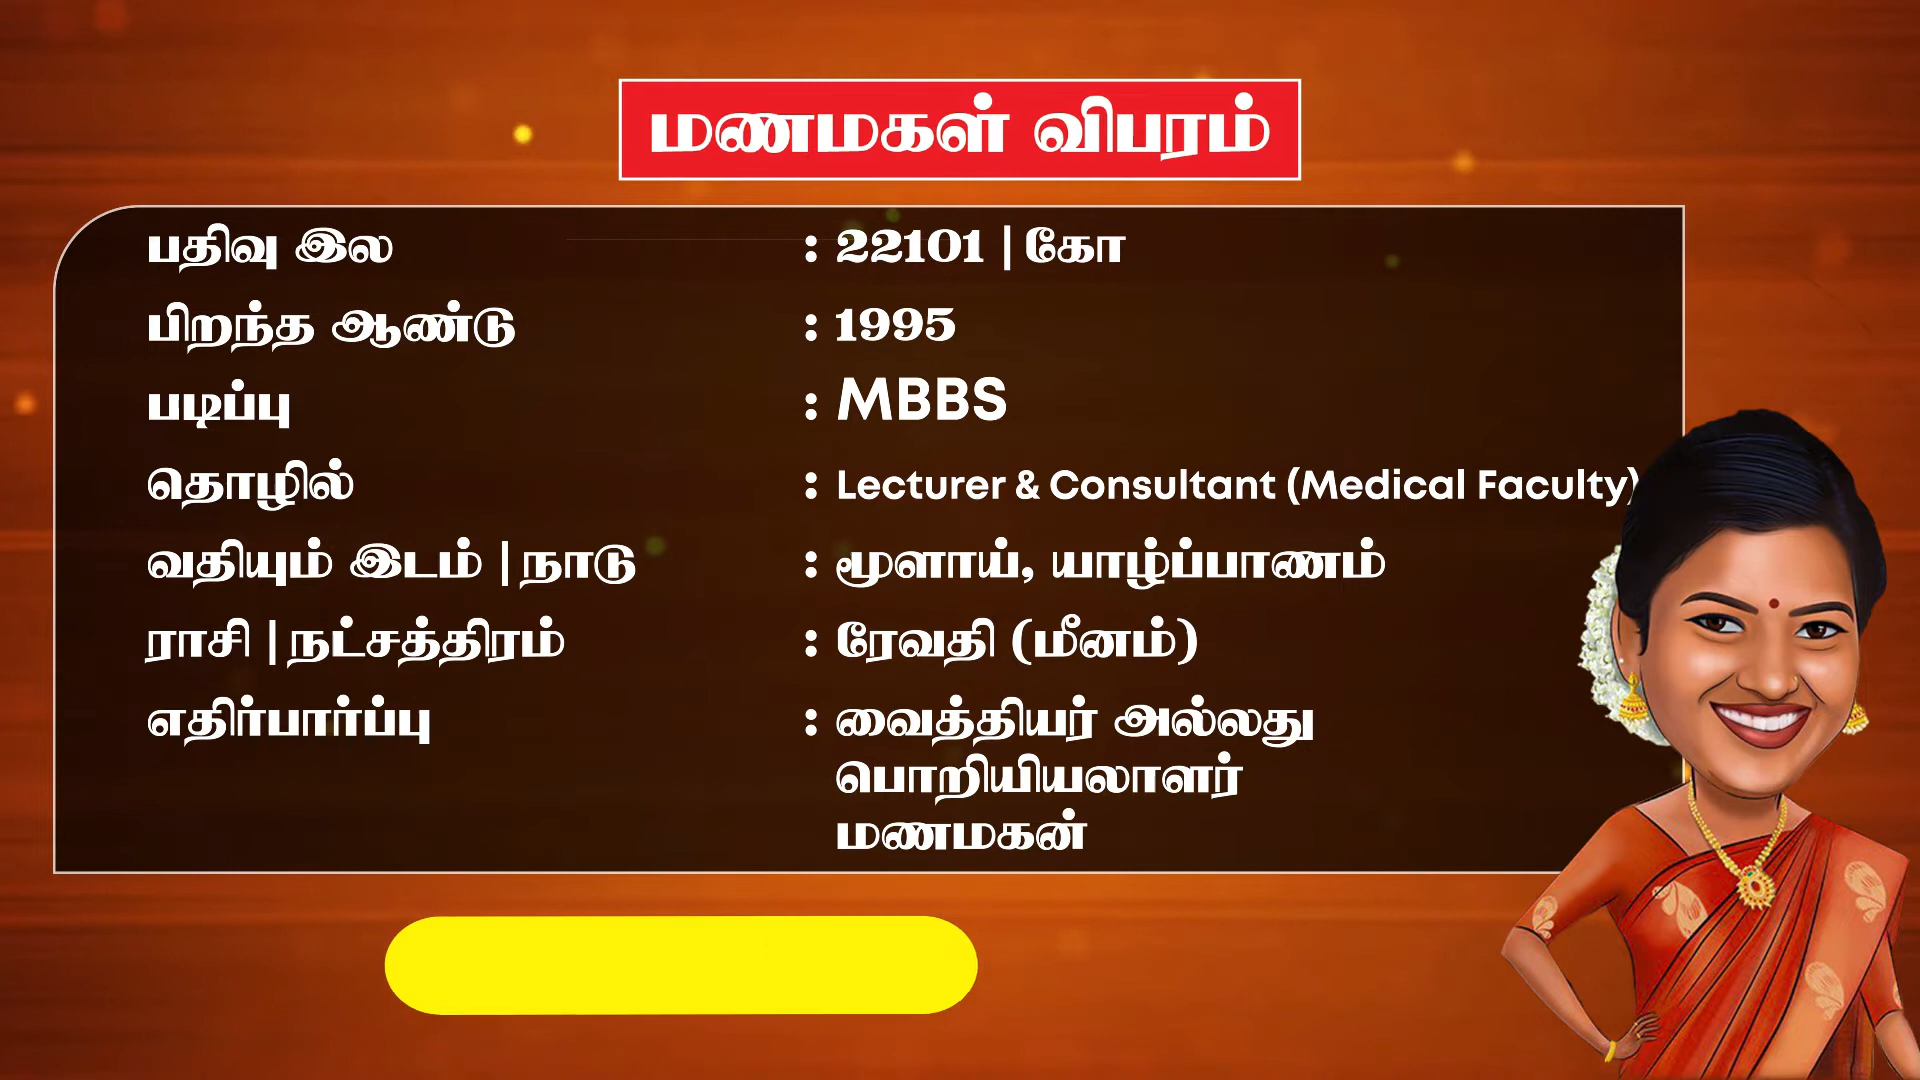 மணமகள் விபரம்
பதிவு இல : 22101 | கோ
பிறந்த ஆண்டு : 1995
படிப்பு : MBBS
தொழில் : Lecturer & Consultant (Medical Faculty)
வதியும் இடம் | நாடு : மூளாய், யாழ்ப்பாணம்
ராசி | நட்சத்திரம் : ரேவதி (மீனம்)
எதிர்பார்ப்பு : வைத்தியர் அல்லது
பொறியியலாளர்
மணமகன்